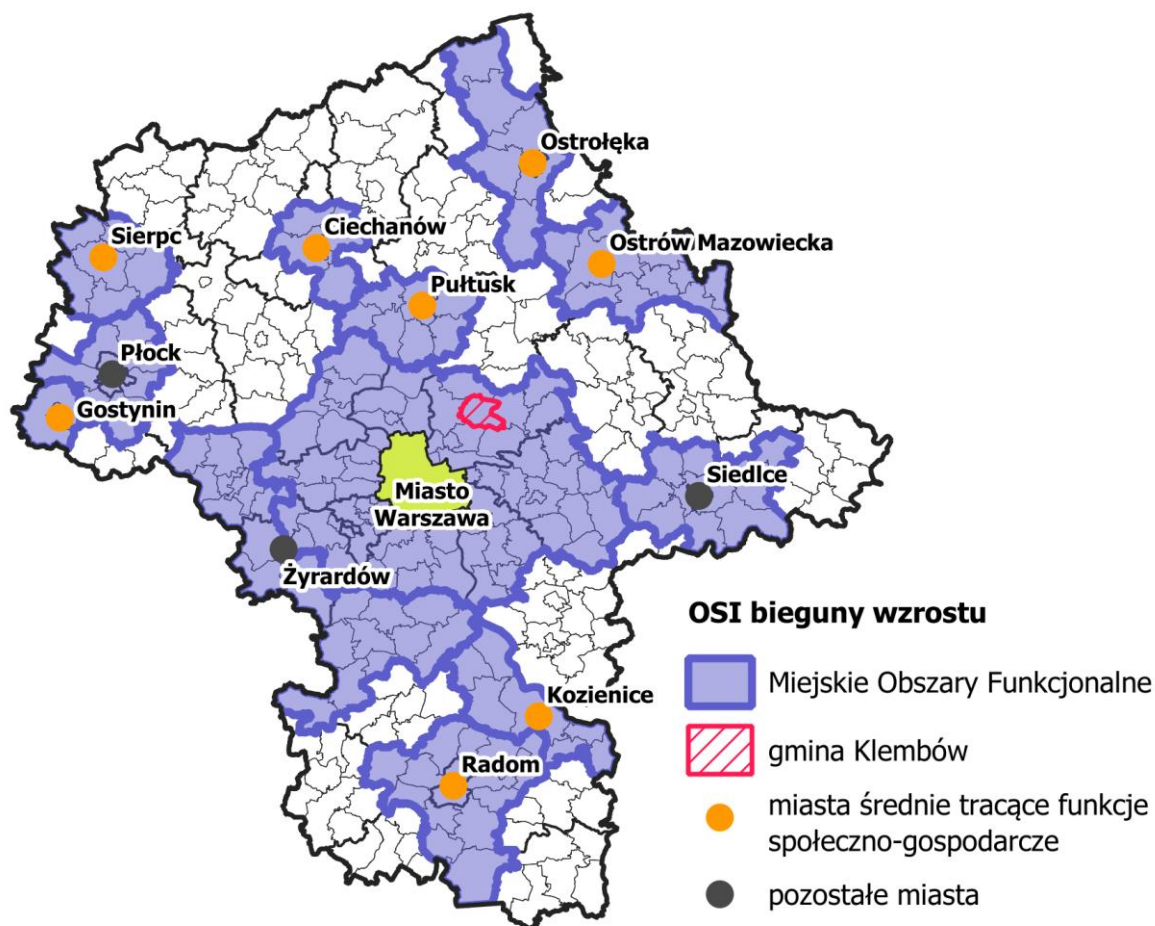 Ostrołęka
Ciechanów
Sierpc
Ostrów Mazowiecka
Pułtusk
Płock
Gostynin
Siedlce
Miasto
Warszawa
Żyrardów
OSI bieguny wzrostu
Miejskie Obszary Funkcjonalne
Kozienice
gmina Klembów
Radom
miasta średnie tracące funkcje
społeczno-gospodarcze
pozostałe miasta